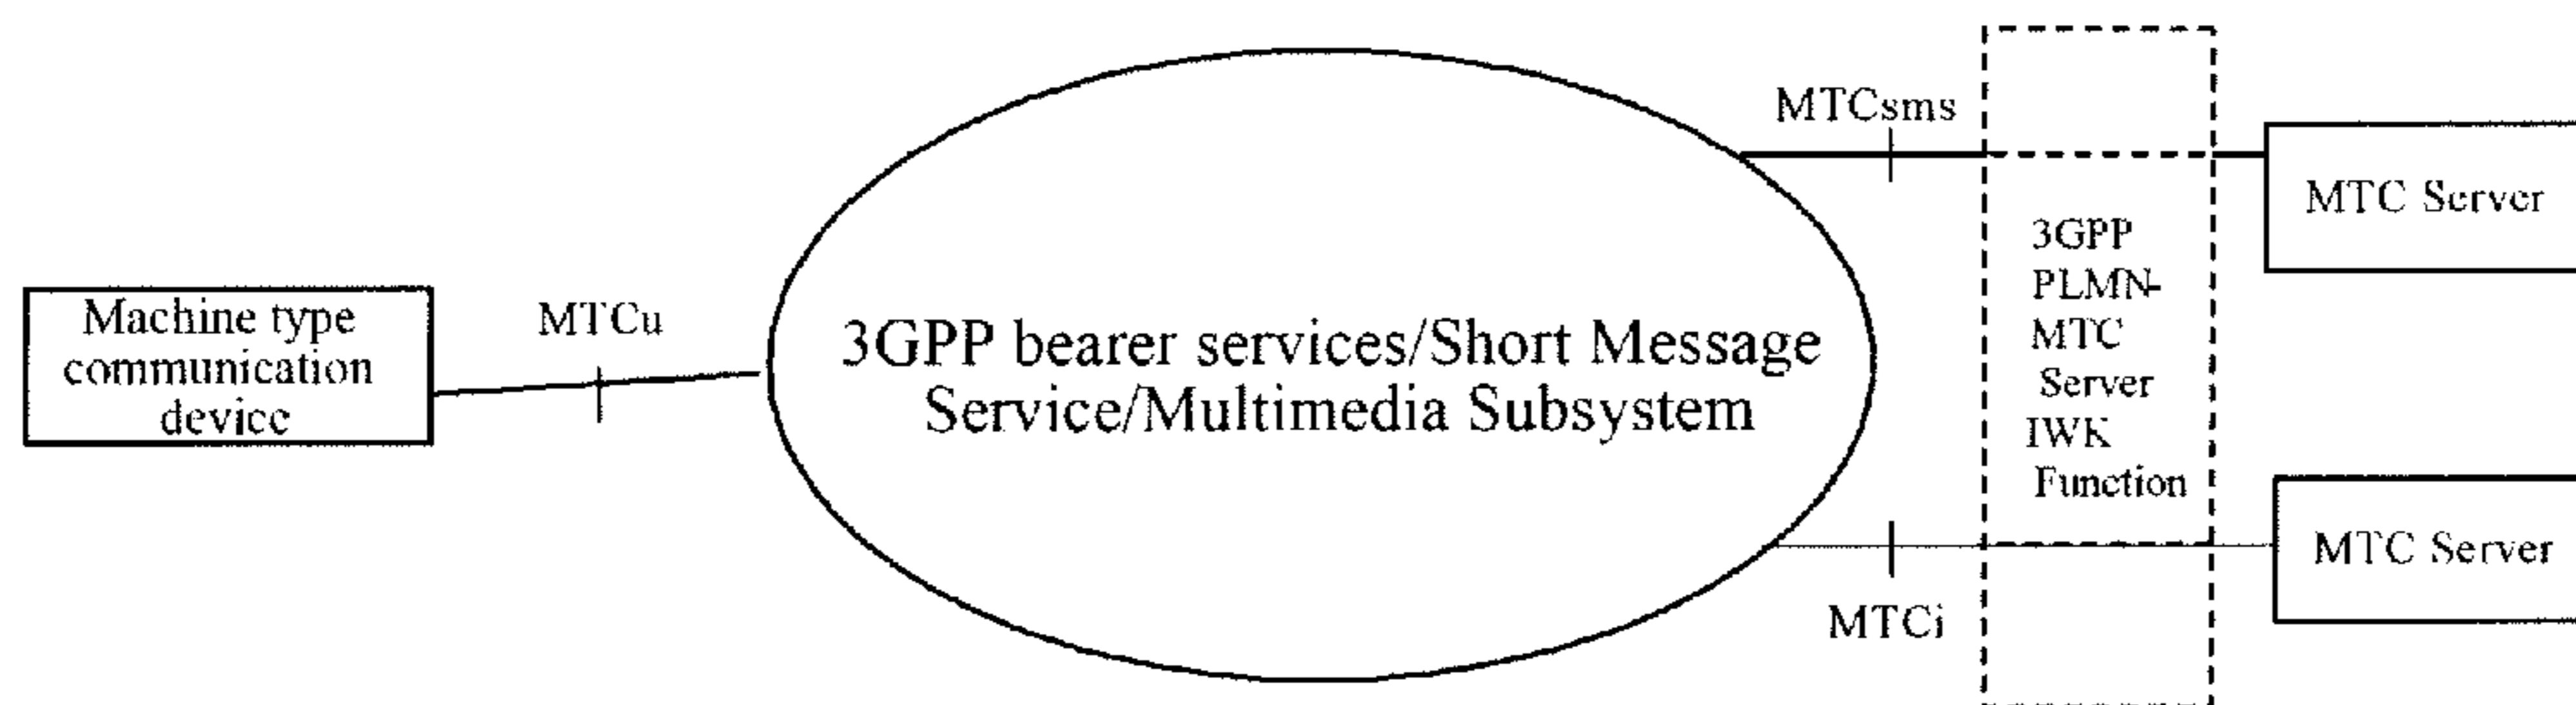 Machine type
communication
device
MTCu
3GPP bearer services/Short Message
Service/Multimedia Subsystem
MTCsms
MTCi
3GPP
PLMN-
MTC
Server
IWK
Function
MTC Server
MTC Server